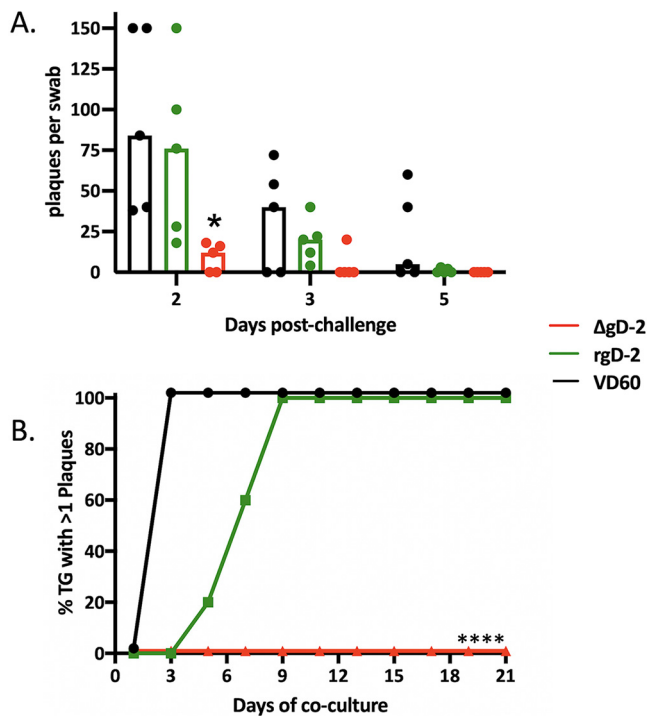 A.
plaques per swab
150
125
100
75
50
25
0
*
2 3 5
Days post-challenge
ΔgD-2
rgD-2
VD60
B.
% TG with >1 Plaques
100
80
60
40
20
0
****
0 3 6 9 12 15 18 21
Days of co-culture